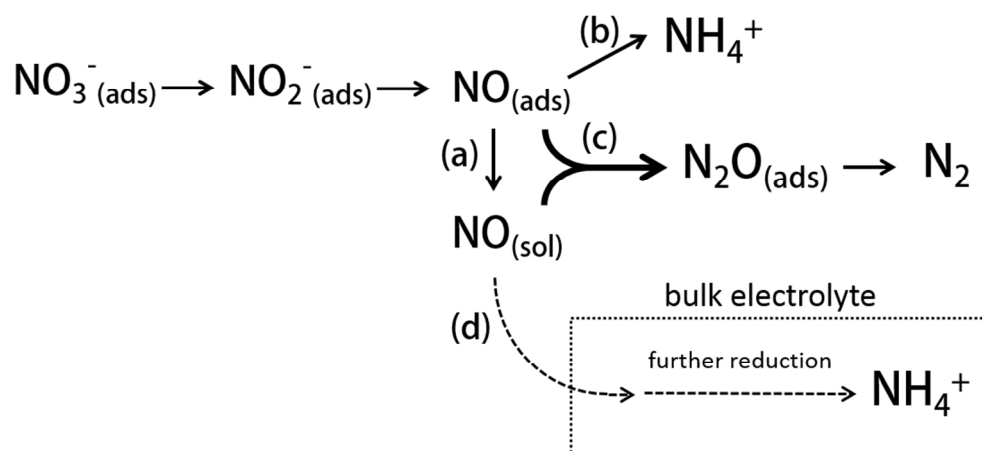 (b) NH₄⁺
NO₃⁻(ads) → NO₂⁻(ads) → NO(ads)
(a) (c) N₂O(ads) → N₂
NO(sol)
bulk electrolyte
(d)
further reduction
NH₄⁺